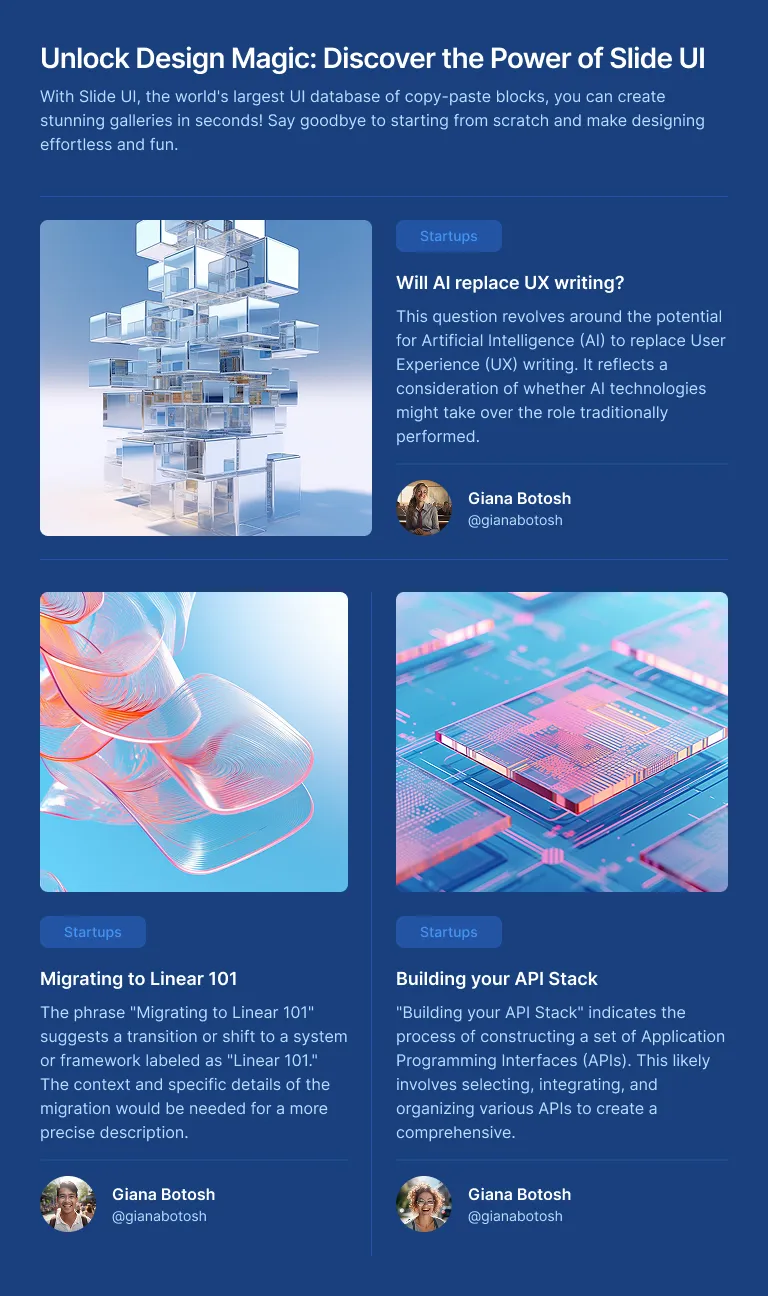 Unlock Design Magic: Discover the Power of Slide UI
With Slide UI, the world's largest UI database of copy-paste blocks, you can create
stunning galleries in seconds! Say goodbye to starting from scratch and make designing
effortless and fun.
Startups
Will AI replace UX writing?
This question revolves around the potential
for Artificial Intelligence (AI) to replace User
Experience (UX) writing. It reflects a
consideration of whether AI technologies
might take over the role traditionally
performed.
Giana Botosh
@gianabotosh
Startups
Migrating to Linear 101
The phrase "Migrating to Linear 101"
suggests a transition or shift to a system
or framework labeled as "Linear 101."
The context and specific details of the
migration would be needed for a more
precise description.
Giana Botosh
@gianabotosh
Startups
Building your API Stack
"Building your API Stack" indicates the
process of constructing a set of Application
Programming Interfaces (APIs). This likely
involves selecting, integrating, and
organizing various APIs to create a
comprehensive.
Giana Botosh
@gianabotosh